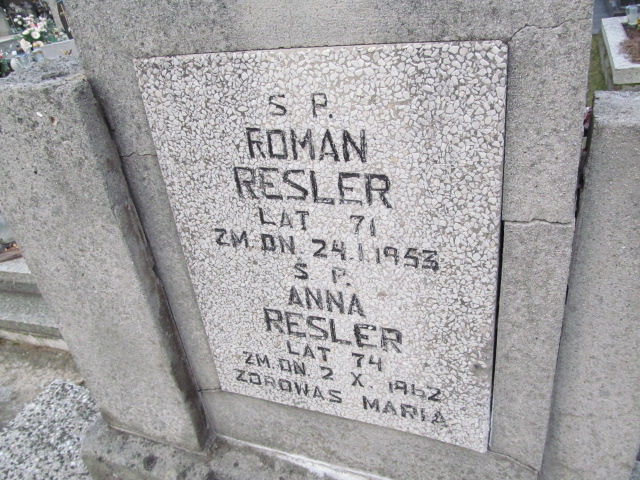 S P.
ROMAN
RESLER
LAT 71
ZM. DN. 24.I.1953.
S P.
ANNA
RESLER
LAT 74
ZM. DN. 2 X. 1962
ZDROWAS MARIA